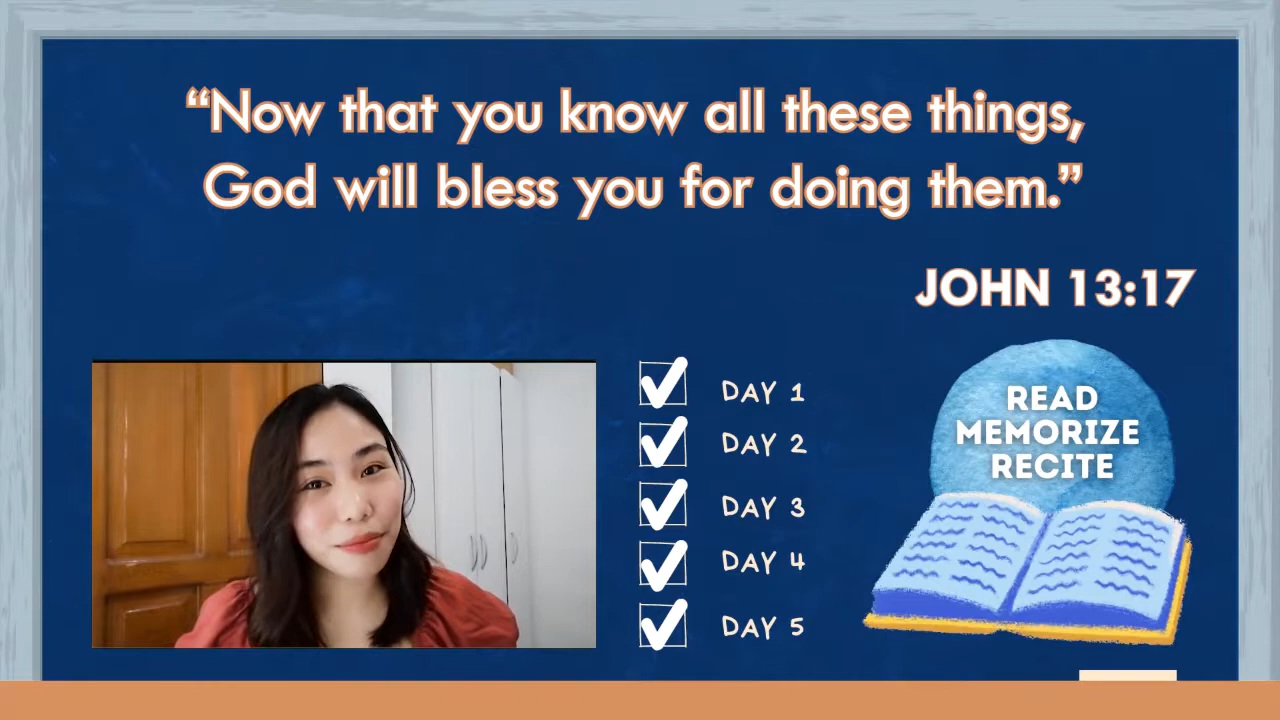 “Now that you know all these things,
God will bless you for doing them.”
JOHN 13:17
DAY 1
DAY 2
DAY 3
DAY 4
DAY 5
READ
MEMORIZE
RECITE